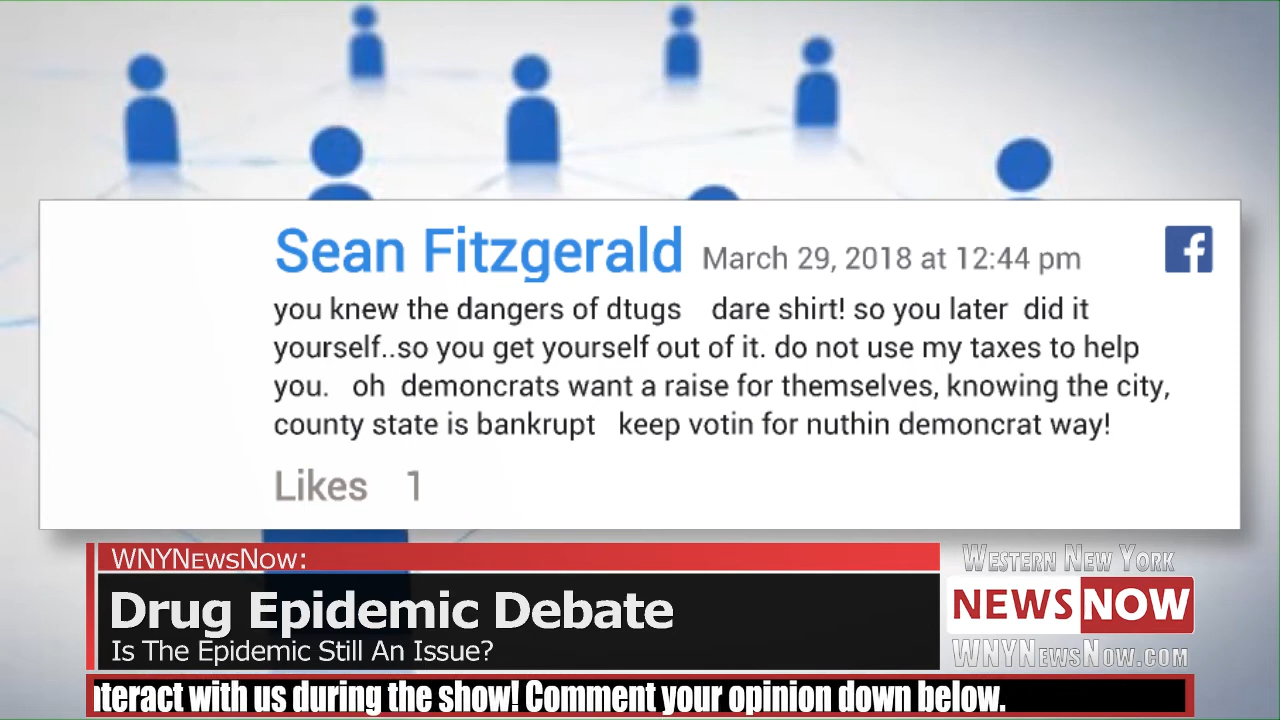 Sean Fitzgerald March 29, 2018 at 12:44 pm
you knew the dangers of dtugs dare shirt! so you later did it
yourself..so you get yourself out of it. do not use my taxes to help
you. oh demoncrats want a raise for themselves, knowing the city,
county state is bankrupt keep votin for nuthin demoncrat way!
Likes 1
WNYNewsNow:
Drug Epidemic Debate
Is The Epidemic Still An Issue?
Western New York
NEWS NOW
WNYNewsNow.com
nteract with us during the show! Comment your opinion down below.